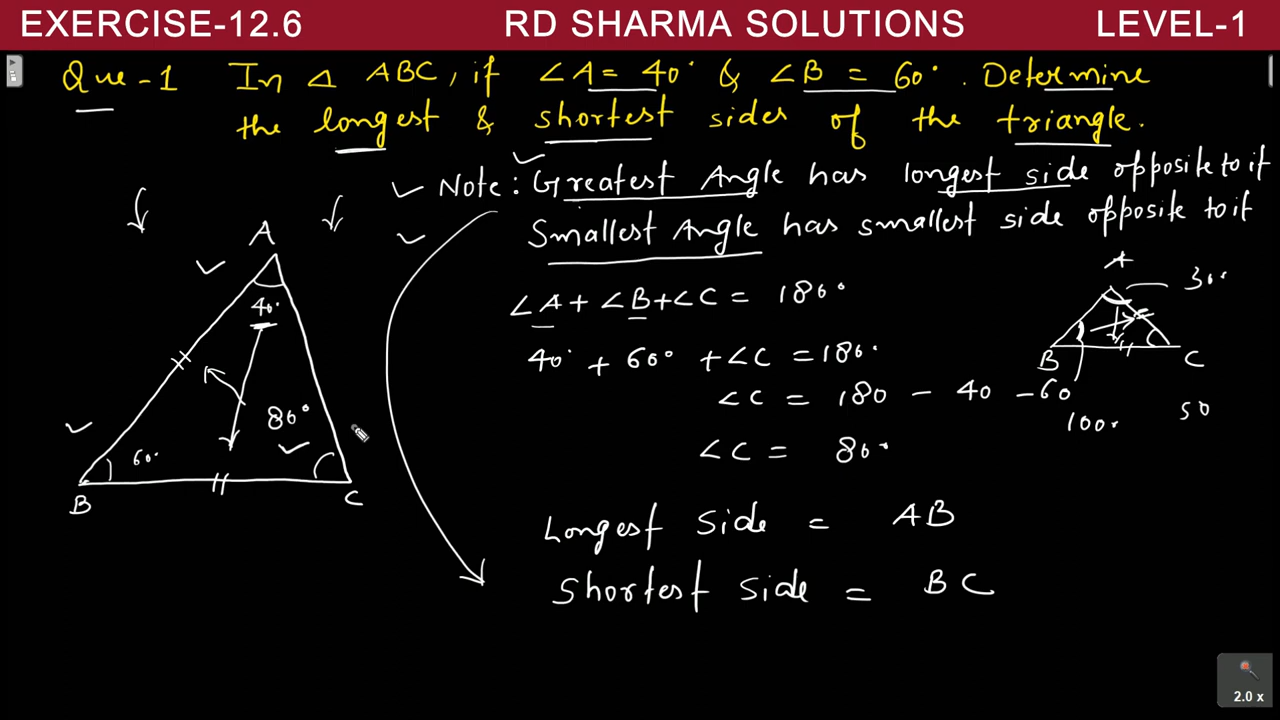 EXERCISE-12.6 RD SHARMA SOLUTIONS LEVEL-1
Que-1 In △ ABC, if ∠A = 40° & ∠B = 60°. Determine
the longest & shortest sides of the triangle.
Note: Greatest Angle has longest side opposite to it
Smallest Angle has smallest side opposite to it
A
40°
80°
60°
B
C
∠A + ∠B + ∠C = 180°
40° + 60° + ∠C = 180°
∠C = 180 - 40 - 60
∠C = 80°
A
30°
B
C
100°
50
Longest side = AB
Shortest side = BC
2.0 x